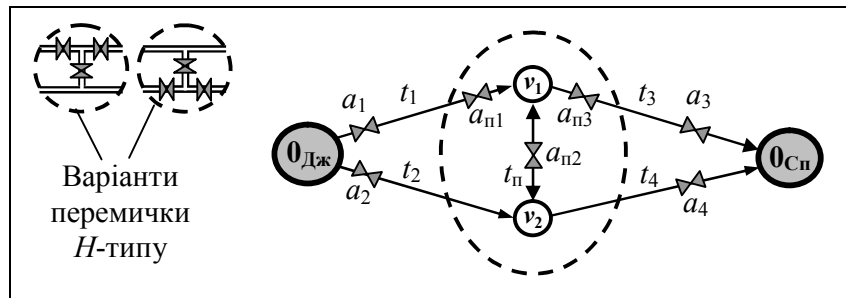 a1 t1 aп1 v1 aп3 t3 a3
0Дж aп2 0Сп
a2 t2 tп t4 a4
v2
Варіанти
перемички
H-типу